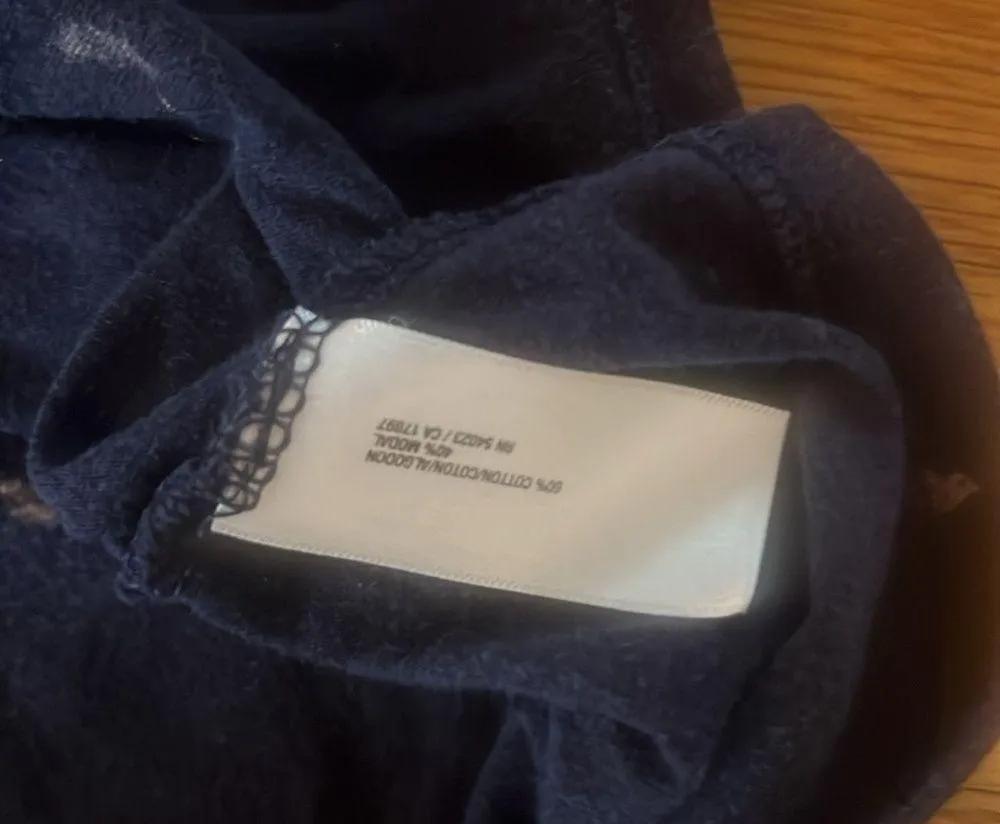 60% COTTON/COTON/ALGODON
40% MODAL
RN 54023 / CA 17897